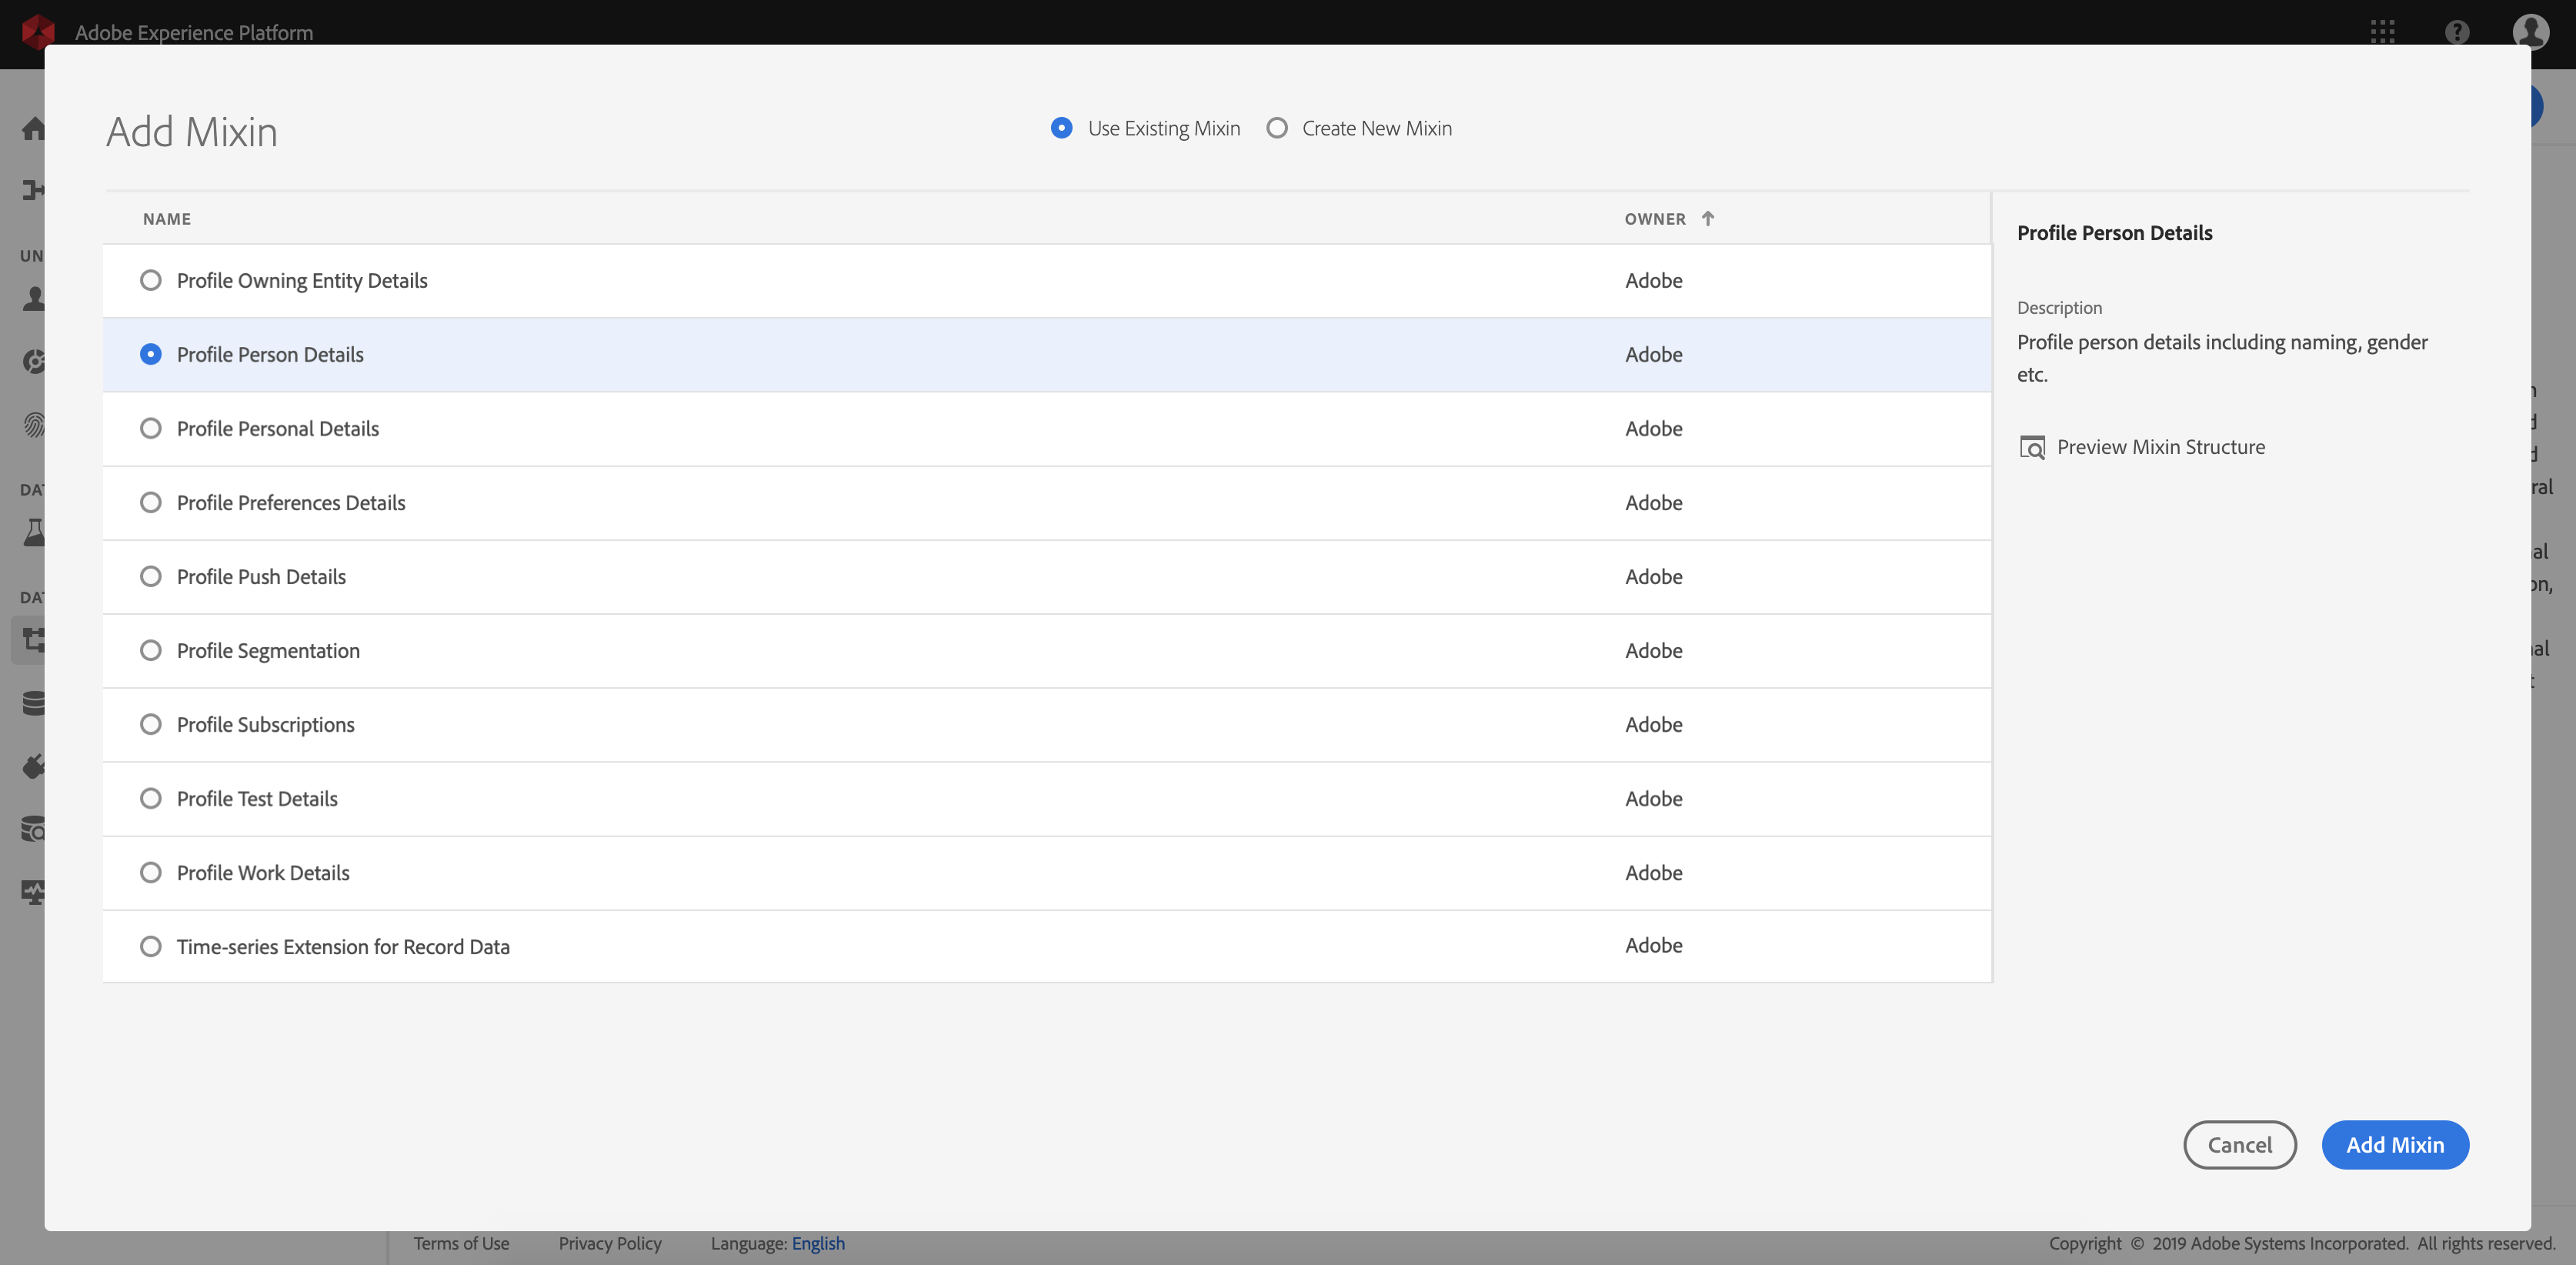 Adobe Experience Platform
Add Mixin
Use Existing Mixin
Create New Mixin
NAME
OWNER
Profile Owning Entity Details
Adobe
Profile Person Details
Adobe
Profile Personal Details
Adobe
Profile Preferences Details
Adobe
Profile Push Details
Adobe
Profile Segmentation
Adobe
Profile Subscriptions
Adobe
Profile Test Details
Adobe
Profile Work Details
Adobe
Time-series Extension for Record Data
Adobe
Profile Person Details
Description
Profile person details including naming, gender
etc.
Preview Mixin Structure
Cancel
Add Mixin
Terms of Use
Privacy Policy
Language: English
Copyright © 2019 Adobe Systems Incorporated. All rights reserved.